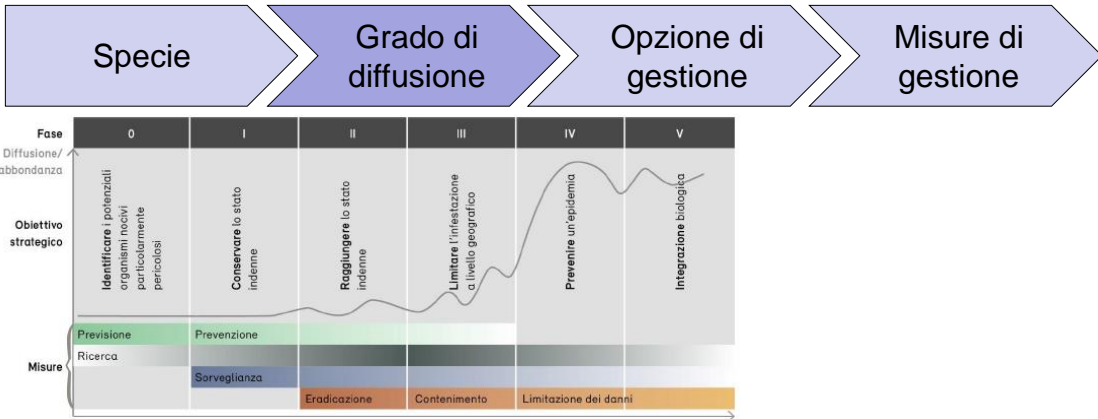 Specie
Grado di
diffusione
Opzione di
gestione
Misure di
gestione
Fase
0
I
II
III
IV
V
Diffusione/
abbondanza
Obiettivo
strategico
Identificare i potenziali
organismi nocivi
particolarmente
pericolosi
Conservare lo stato
indenne
Raggiungere lo stato
indenne
Limitare l'infestazione
a livello geografico
Prevenire un'epidemia
Integrazione biologica
Misure
Previsione
Prevenzione
Ricerca
Sorveglianza
Eradicazione
Contenimento
Limitazione dei danni